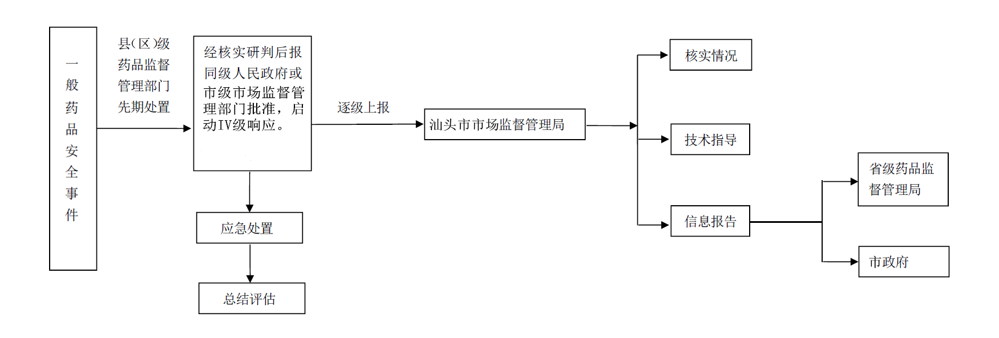 一般药品安全事件
县（区）级
药品监督
管理部门
先期处置
经核实研判后报
同级人民政府或
市级市场监督管
理部门批准，启
动IV级响应。
应急处置
总结评估
逐级上报
汕头市市场监督管理局
核实情况
技术指导
信息报告
省级药品监
督管理局
市政府